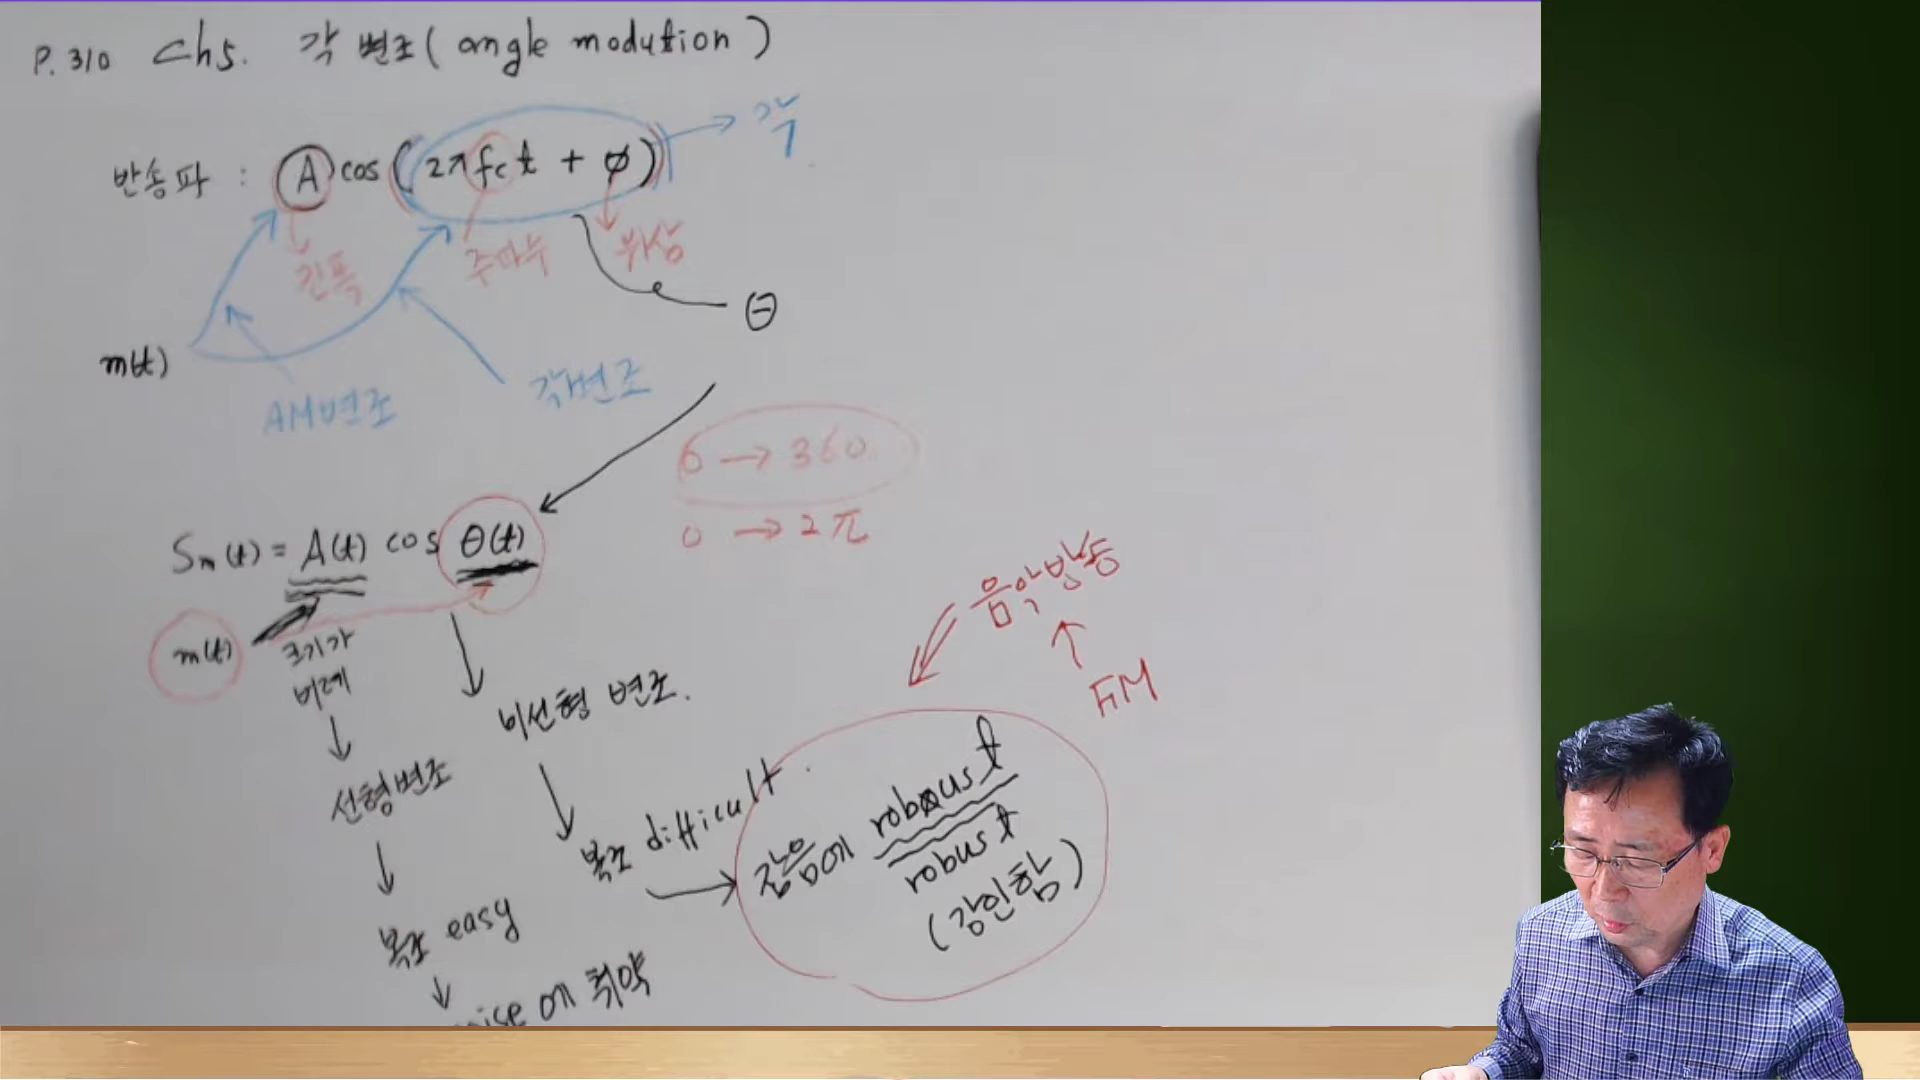 P.310 Ch5. 각 변조 ( angle modution )
반송파 : A cos ( 2π fc t + ϕ )
각
진폭
주파수
위상
Θ
m(t)
AM변조
각변조
0 → 360
0 → 2π
Sm(t) = A(t) cos θ(t)
m(t)
크기가
비례
선형변조
복조 easy
noise에 취약
비선형 변조.
복조 difficult
잡음에 robust
robust
(강인함)
음악방송
FM